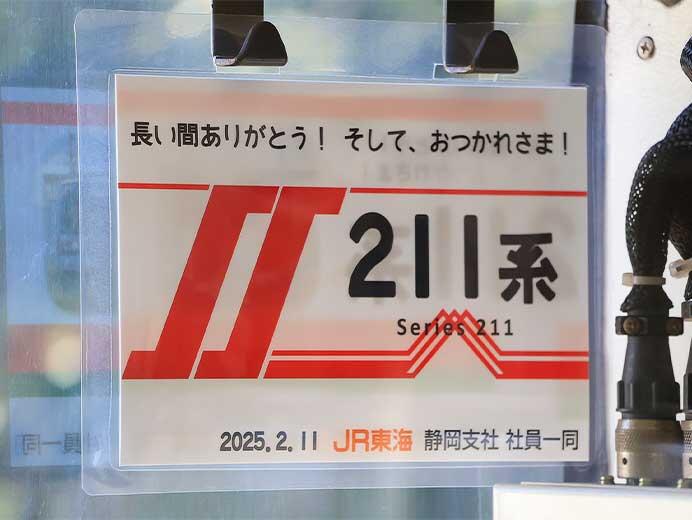 長い間ありがとう！ そして、おつかれさま！
211系
Series 211
2025.2.11 JR東海 静岡支社 社員一同